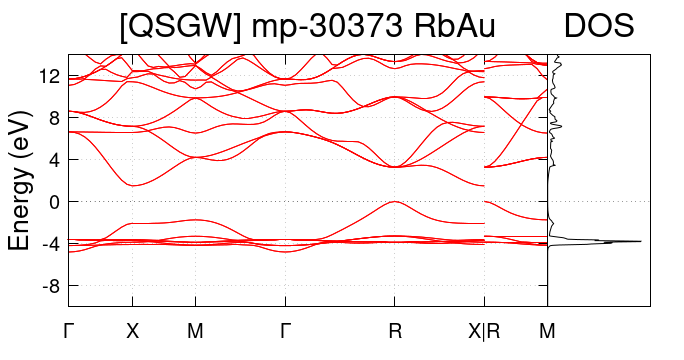 [QSGW] mp-30373 RbAu DOS
Energy (eV)
12
8
4
0
-4
-8
Γ X M Γ R X|R M